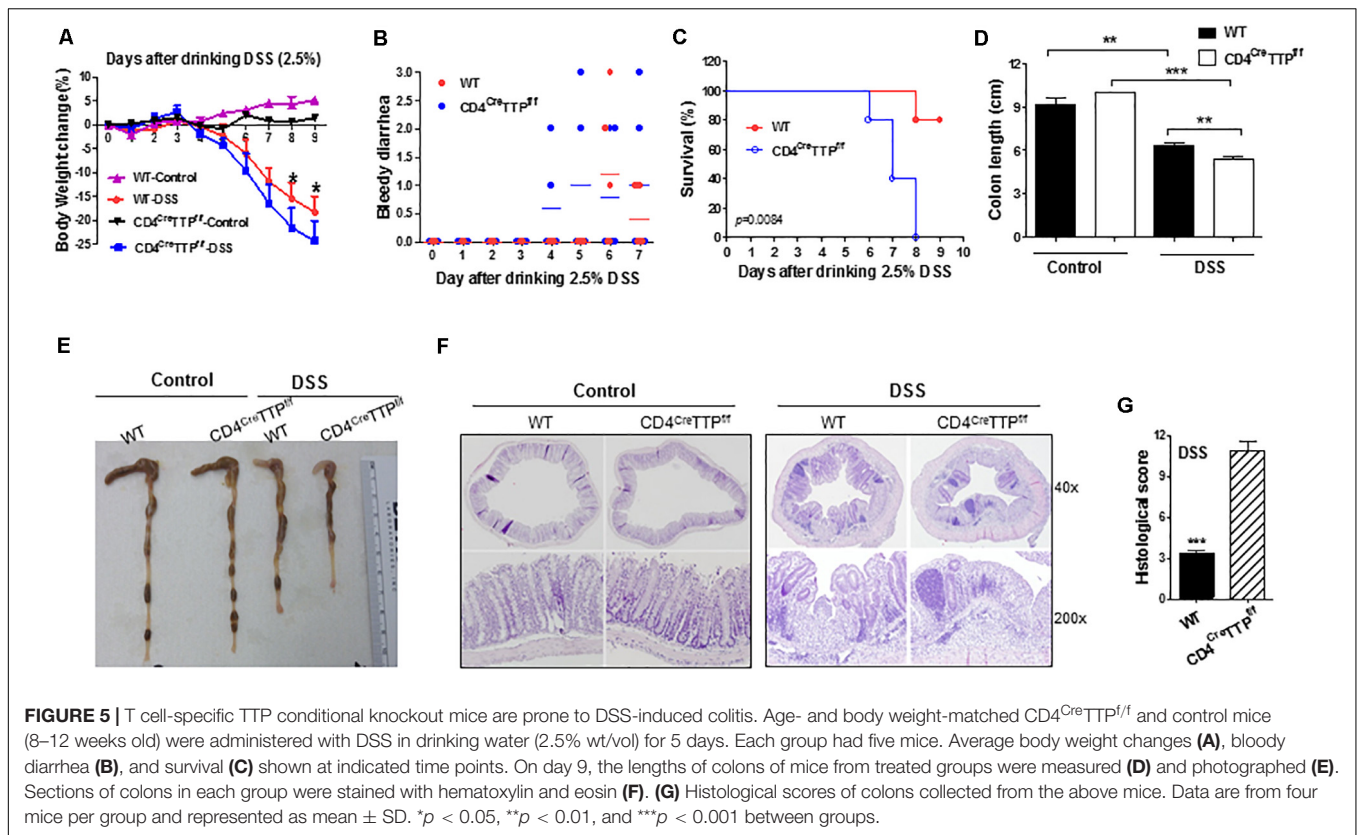 A
Days after drinking DSS (2.5%)
Body Weight change(%)
10
5
0
-5
-10
-15
-20
-25
0 1 2 3 4 5 6 7 8 9
* *
WT-Control
WT-DSS
CD4CreTTPf/f-Control
CD4CreTTPf/f-DSS
B
Bleedy diarrhea
3.0
2.5
2.0
1.5
1.0
0.5
0.0
WT
CD4CreTTPf/f
0 1 2 3 4 5 6 7
Day after drinking 2.5% DSS
C
Survival (%)
120
100
80
60
40
20
0
WT
CD4CreTTPf/f
p=0.0084
0 1 2 3 4 5 6 7 8 9 10
Days after drinking 2.5% DSS
D
WT
CD4CreTTPf/f
Colon length (cm)
12
9
6
3
0
**
***
**
Control DSS
E
Control DSS
WT CD4CreTTPf/f WT CD4CreTTPf/f
F
Control DSS
WT CD4CreTTPf/f WT CD4CreTTPf/f
40x
200x
G
Histological score
12
9
6
3
0
DSS
***
WT CD4CreTTPf/f
FIGURE 5 | T cell-specific TTP conditional knockout mice are prone to DSS-induced colitis. Age- and body weight-matched CD4CreTTPf/f and control mice
(8–12 weeks old) were administered with DSS in drinking water (2.5% wt/vol) for 5 days. Each group had five mice. Average body weight changes (A), bloody
diarrhea (B), and survival (C) shown at indicated time points. On day 9, the lengths of colons of mice from treated groups were measured (D) and photographed (E).
Sections of colons in each group were stained with hematoxylin and eosin (F). (G) Histological scores of colons collected from the above mice. Data are from four
mice per group and represented as mean ± SD. *p < 0.05, **p < 0.01, and ***p < 0.001 between groups.